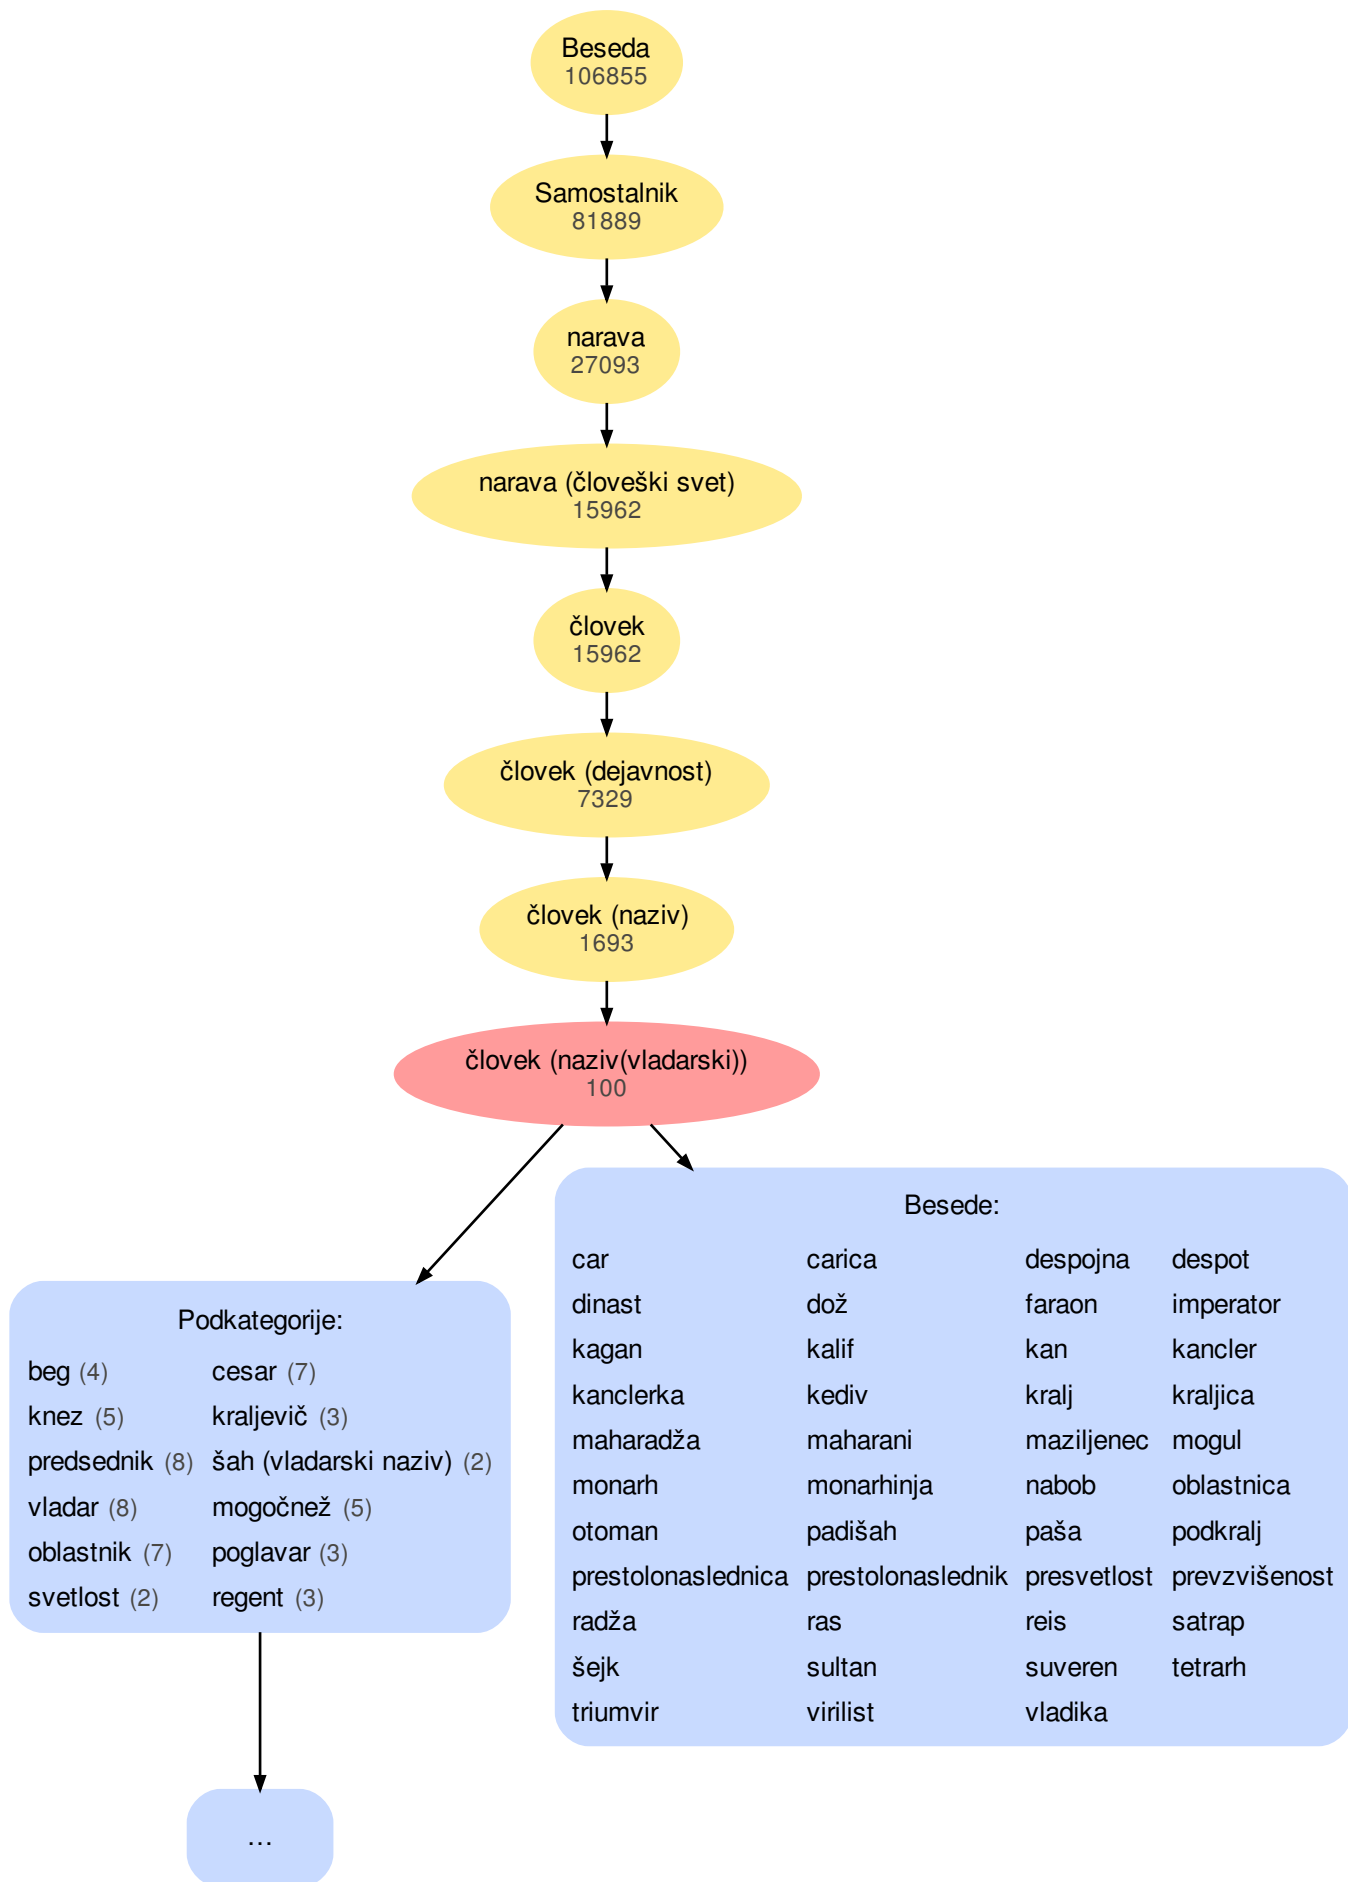 Beseda
106855
Samostalnik
81889
narava
27093
narava (človeški svet)
15962
človek
15962
človek (dejavnost)
7329
človek (naziv)
1693
človek (naziv(vladarski))
100
Podkategorije:
beg (4) cesar (7)
knez (5) kraljevič (3)
predsednik (8) šah (vladarski naziv) (2)
vladar (8) mogočnež (5)
oblastnik (7) poglavar (3)
svetlost (2) regent (3)
...
Besede:
car carica despojna despot
dinast dož faraon imperator
kagan kalif kan kancler
kanclerka kediv kralj kraljica
maharadža maharani maziljenec mogul
monarh monarhinja nabob oblastnica
otoman padišah paša podkralj
prestolonaslednica prestolonaslednik presvetlost prevzvišenost
radža ras reis satrap
šejk sultan suveren tetrarh
triumvir virilist vladika